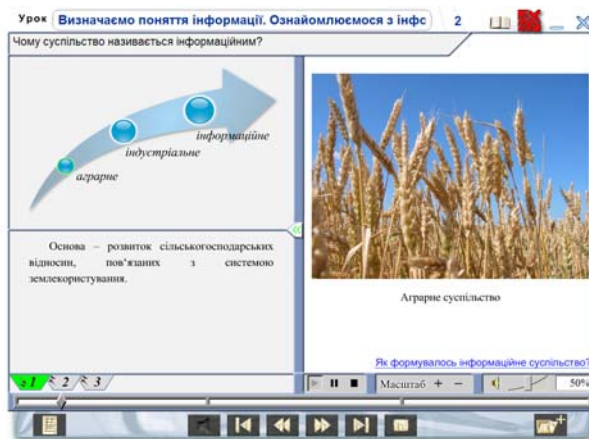 Урок Визначаємо поняття інформації. Ознайомлюємося з інфо 2
Чому суспільство називається інформаційним?
інформаційне
індустріальне
аграрне
Основа – розвиток сільськогосподарських
відносин, пов'язаних з системою
землекористування.
Аграрне суспільство
Як формувалось інформаційне суспільство?
1 2 3
Масштаб + − 50%